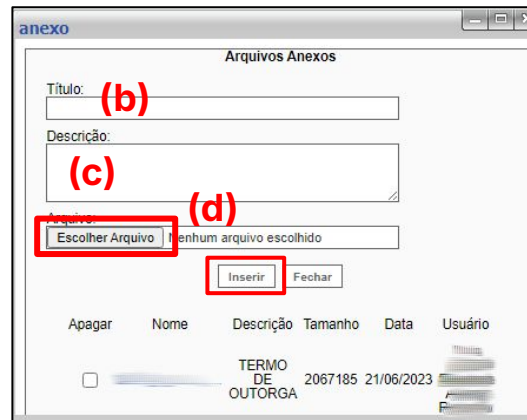 anexo
Arquivos Anexos
Título:
(b)
Descrição:
(c)
Arquivo:
(d)
Escolher Arquivo Nenhum arquivo escolhido
Inserir Fechar
Apagar Nome Descrição Tamanho Data Usuário
TERMO
DE
OUTORGA
2067185 21/06/2023